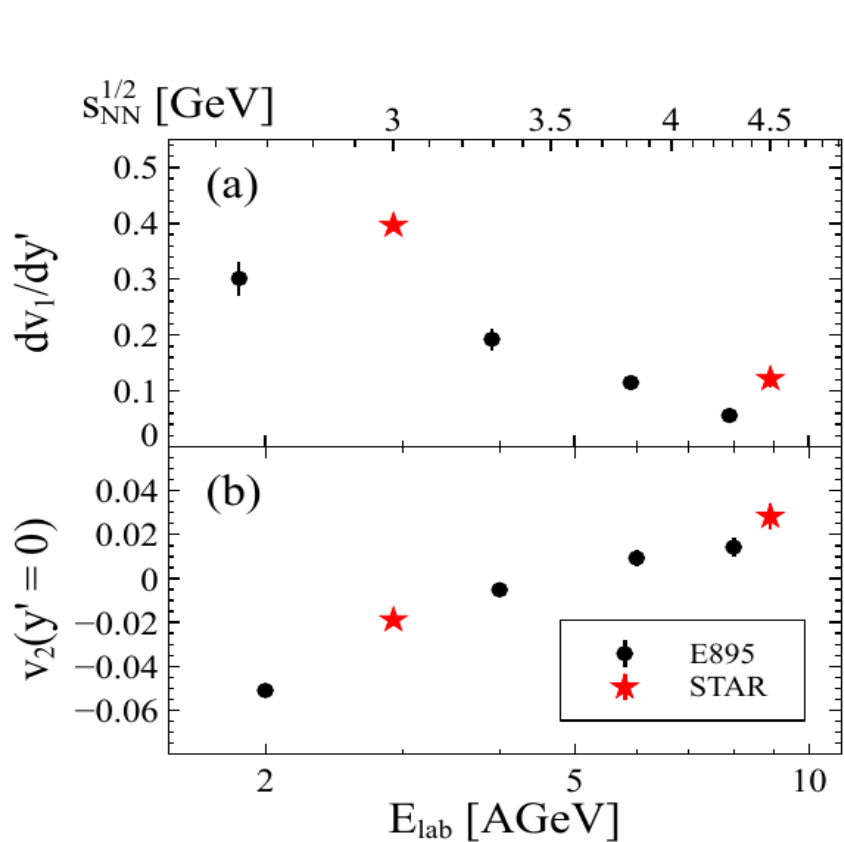 s_NN^1/2 [GeV]
3 3.5 4 4.5
(a)
dv₁/dy'
0.5
0.4
0.3
0.2
0.1
0
(b)
v₂(y' = 0)
0.04
0.02
0
−0.02
−0.04
−0.06
E895
STAR
2 5 10
E_lab [AGeV]